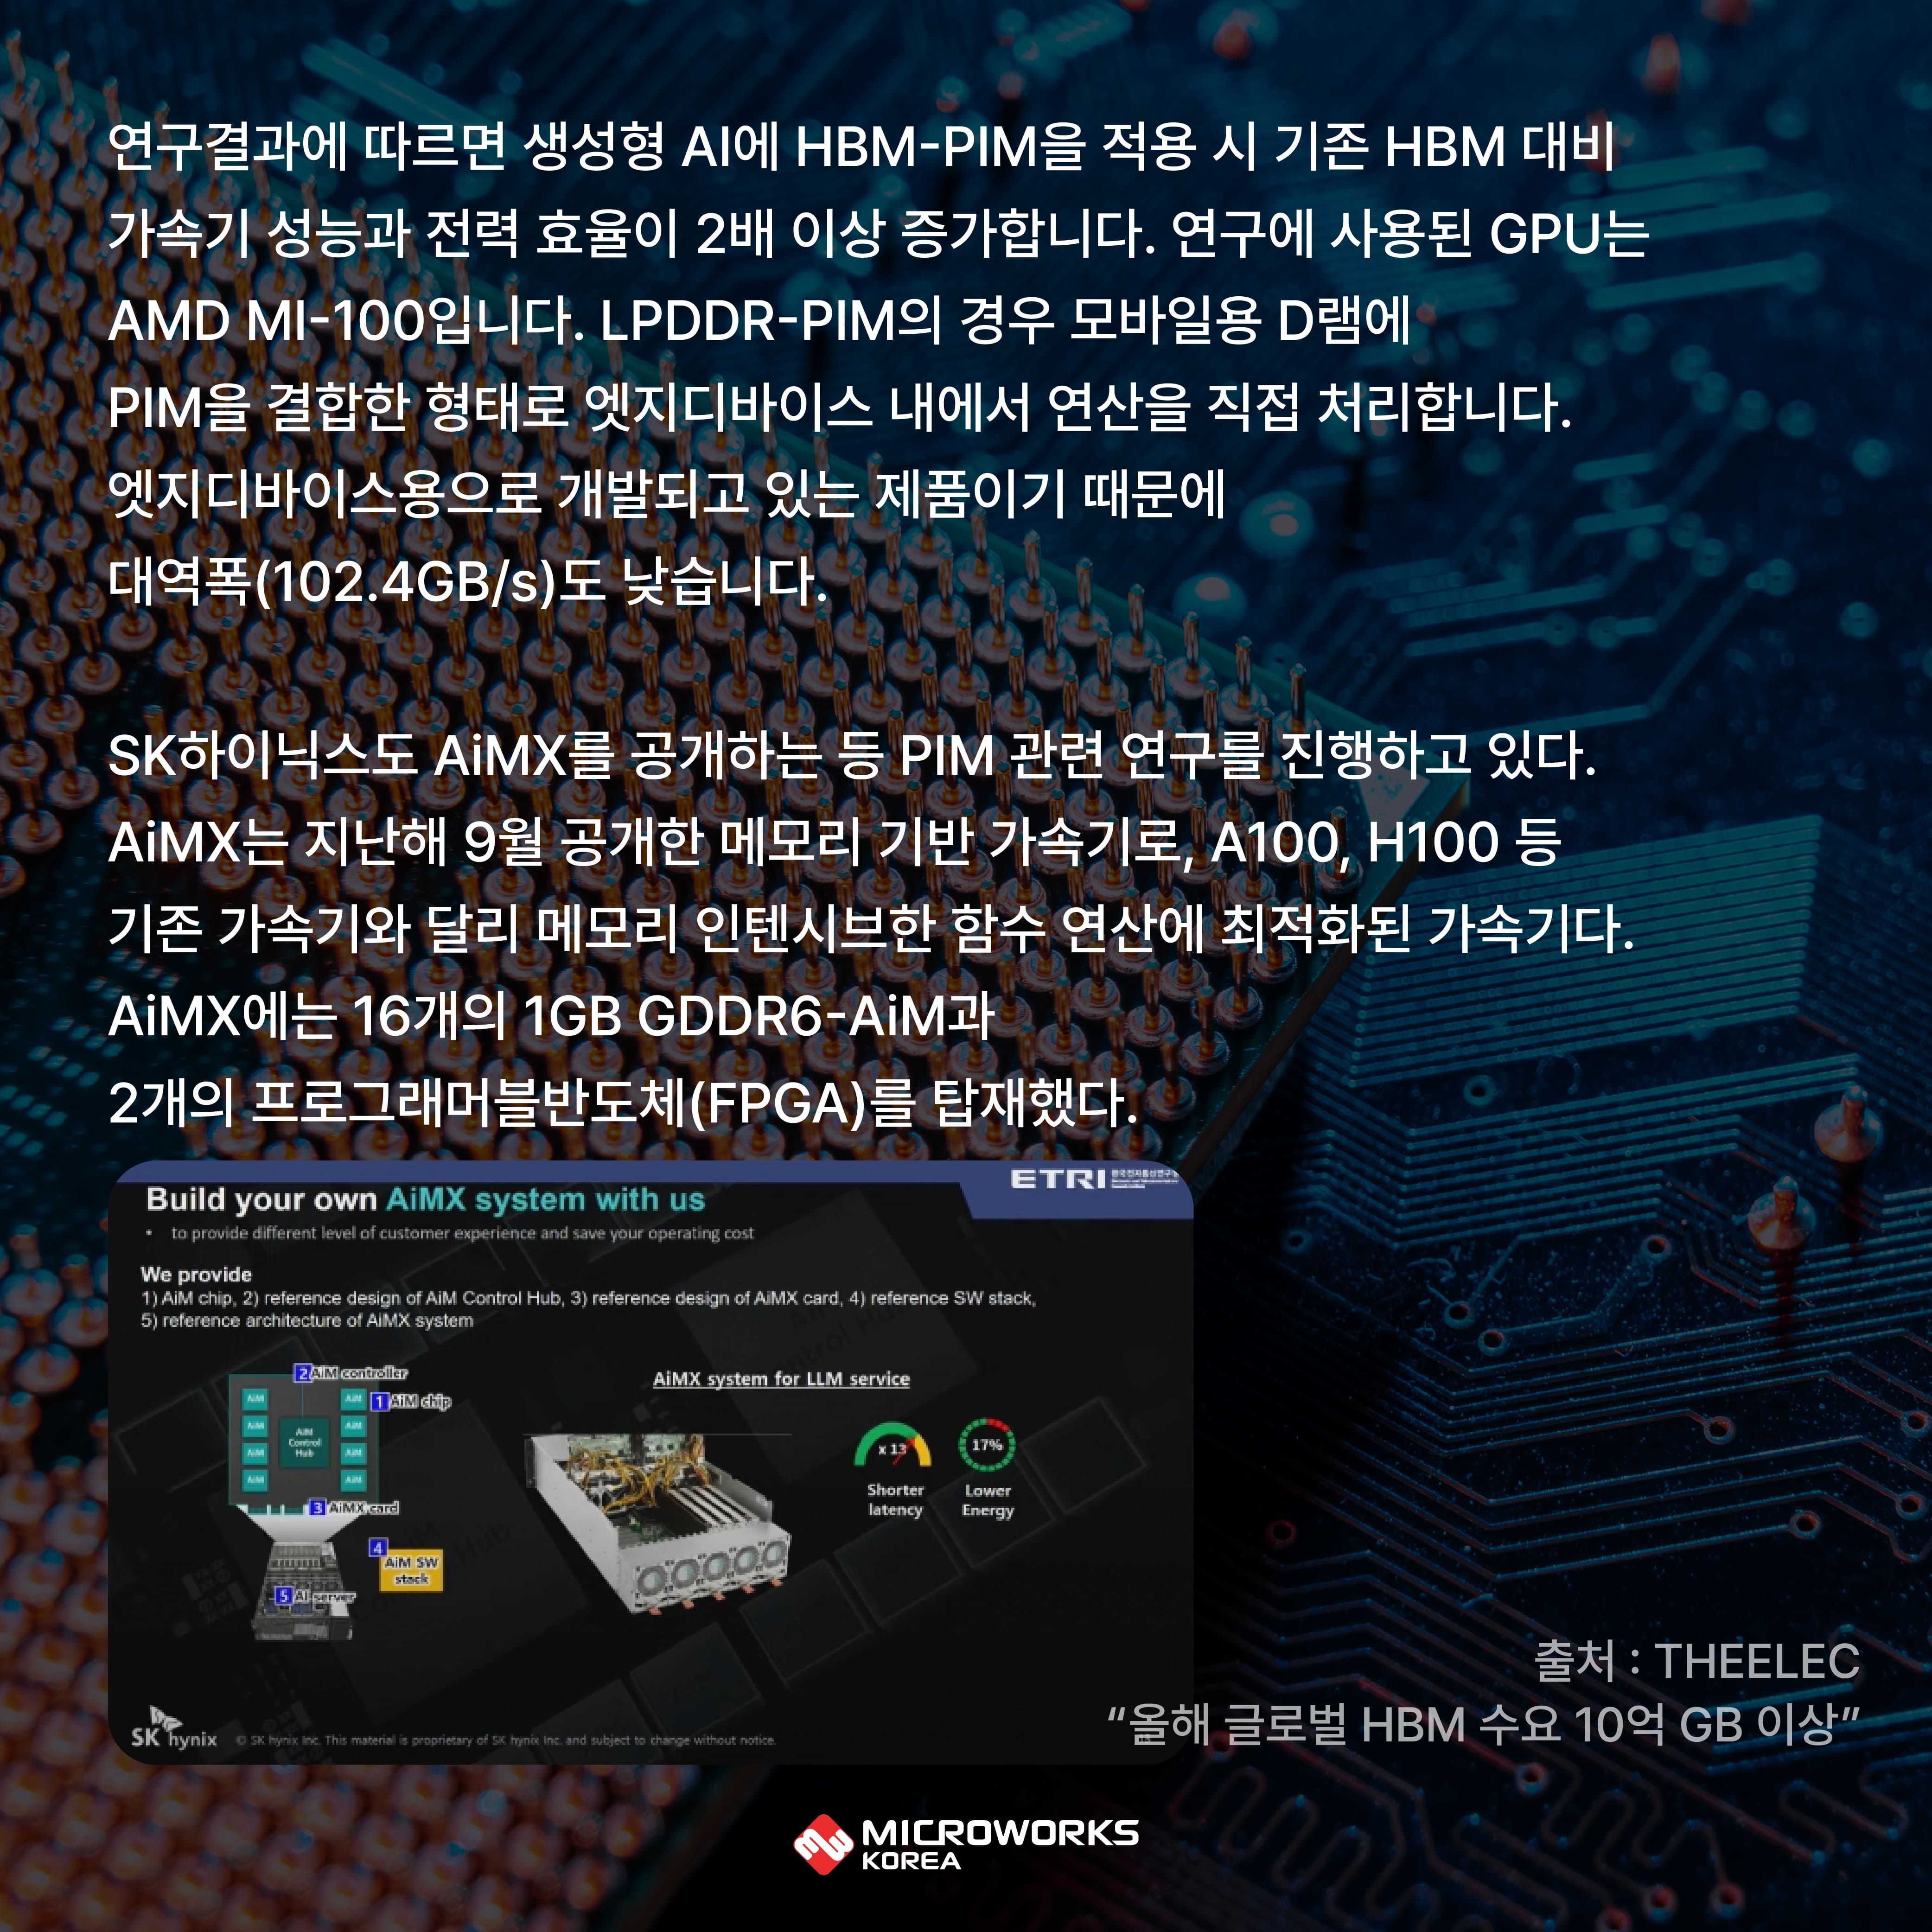 연구결과에 따르면 생성형 AI에 HBM-PIM을 적용 시 기존 HBM 대비
가속기 성능과 전력 효율이 2배 이상 증가합니다. 연구에 사용된 GPU는
AMD MI-100입니다. LPDDR-PIM의 경우 모바일용 D램에
PIM을 결합한 형태로 엣지디바이스 내에서 연산을 직접 처리합니다.
엣지디바이스용으로 개발되고 있는 제품이기 때문에
대역폭(102.4GB/s)도 낮습니다.
SK하이닉스도 AiMX를 공개하는 등 PIM 관련 연구를 진행하고 있다.
AiMX는 지난해 9월 공개한 메모리 기반 가속기로, A100, H100 등
기존 가속기와 달리 메모리 인텐시브한 함수 연산에 최적화된 가속기다.
AiMX에는 16개의 1GB GDDR6-AiM과
2개의 프로그래머블반도체(FPGA)를 탑재했다.
ETRI 한국전자통신연구원
Build your own AiMX system with us
• to provide different level of customer experience and save your operating cost
We provide
1) AiM chip, 2) reference design of AiM Control Hub, 3) reference design of AiMX card, 4) reference SW stack,
5) reference architecture of AiMX system
2 AiM controller
1 AiM chip
AiM AiM
AiM AiM
AiM AiM
AiM AiM
AiM
Control
Hub
3 AiMX card
4
AiM SW
stack
5 AI server
AiMX system for LLM service
x 13
17%
Shorter
latency
Lower
Energy
SK hynix © SK hynix Inc. This material is proprietary of SK hynix Inc. and subject to change without notice.
출처 : THEELEC
“올해 글로벌 HBM 수요 10억 GB 이상”
MICROWORKS
KOREA